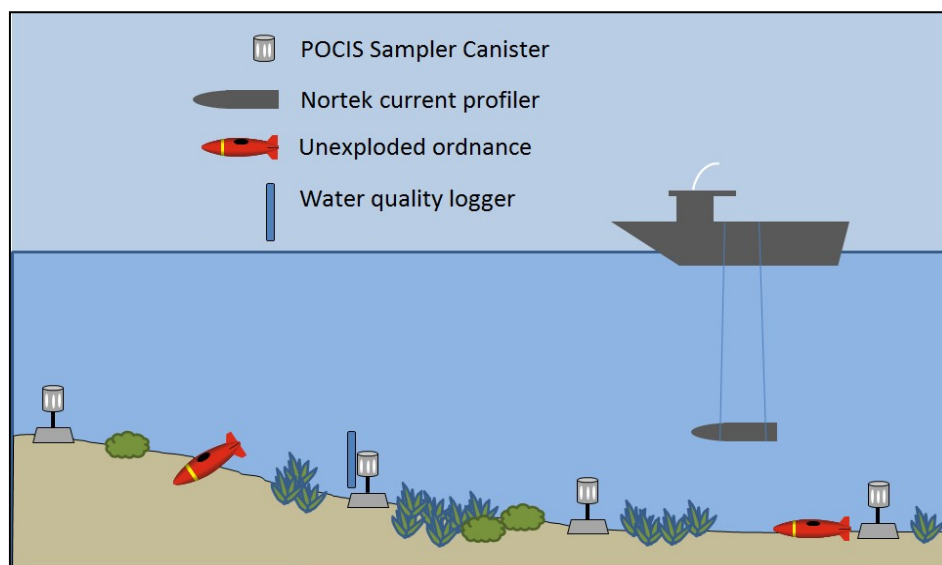 POCIS Sampler Canister
Nortek current profiler
Unexploded ordnance
Water quality logger